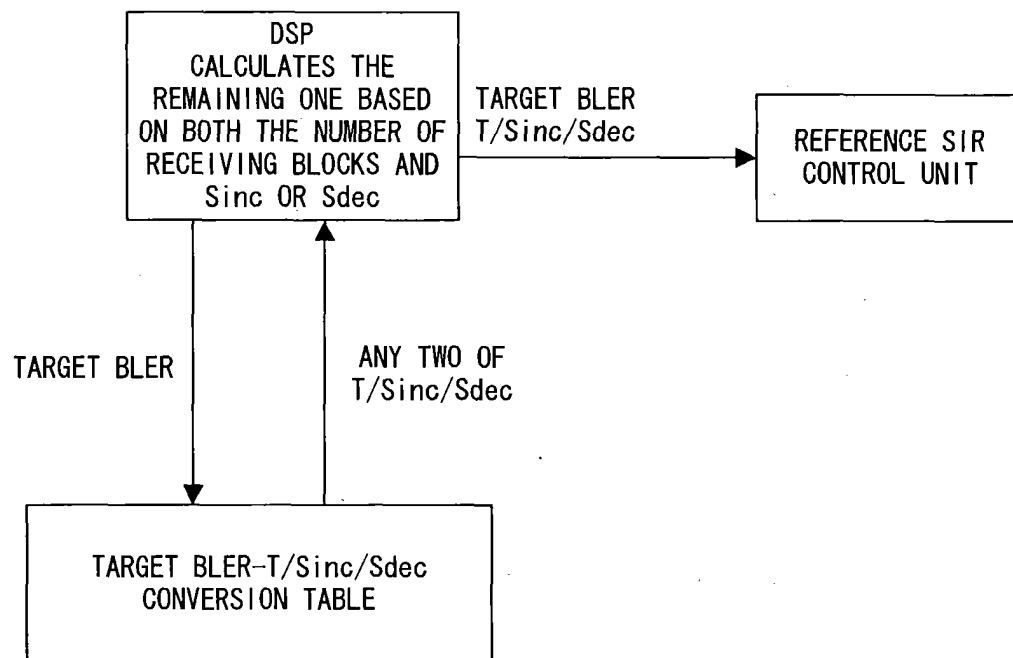 DSP
CALCULATES THE
REMAINING ONE BASED
ON BOTH THE NUMBER OF
RECEIVING BLOCKS AND
Sinc OR Sdec
TARGET BLER
T/Sinc/Sdec
REFERENCE SIR
CONTROL UNIT
TARGET BLER
ANY TWO OF
T/Sinc/Sdec
TARGET BLER-T/Sinc/Sdec
CONVERSION TABLE